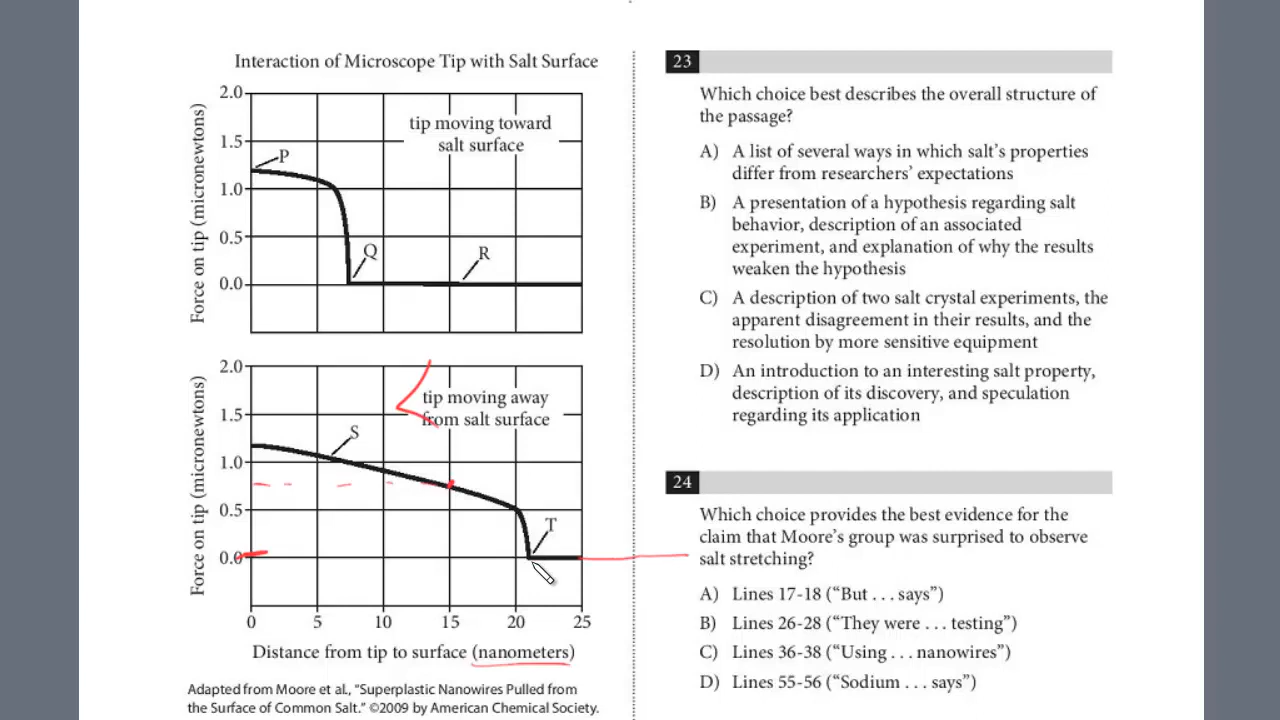 Interaction of Microscope Tip with Salt Surface
2.0
1.5
1.0
0.5
0.0
Force on tip (micronewtons)
tip moving toward
salt surface
P
Q
R
2.0
1.5
1.0
0.5
0.0
Force on tip (micronewtons)
tip moving away
from salt surface
S
T
0 5 10 15 20 25
Distance from tip to surface (nanometers)
Adapted from Moore et al., “Superplastic Nanowires Pulled from
the Surface of Common Salt.” ©2009 by American Chemical Society.
23
Which choice best describes the overall structure of
the passage?
A) A list of several ways in which salt’s properties
differ from researchers’ expectations
B) A presentation of a hypothesis regarding salt
behavior, description of an associated
experiment, and explanation of why the results
weaken the hypothesis
C) A description of two salt crystal experiments, the
apparent disagreement in their results, and the
resolution by more sensitive equipment
D) An introduction to an interesting salt property,
description of its discovery, and speculation
regarding its application
24
Which choice provides the best evidence for the
claim that Moore’s group was surprised to observe
salt stretching?
A) Lines 17-18 (“But . . . says”)
B) Lines 26-28 (“They were . . . testing”)
C) Lines 36-38 (“Using . . . nanowires”)
D) Lines 55-56 (“Sodium . . . says”)